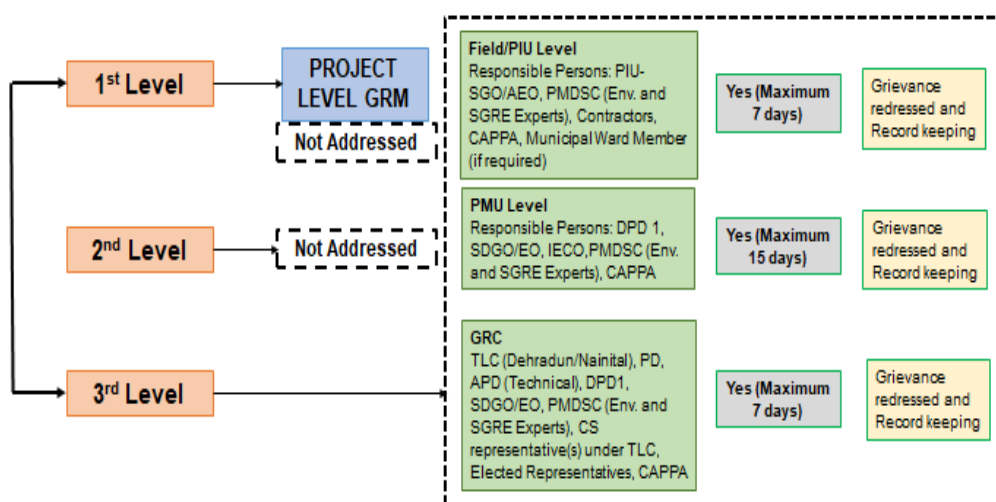 1st Level
PROJECT
LEVEL GRM
Not Addressed
Field/PIU Level
Responsible Persons: PIU-
SGO/AEO, PMDSC (Env. and
SGRE Experts), Contractors,
CAPPA, Municipal Ward Member
(if required)
Yes (Maximum
7 days)
Grievance
redressed and
Record keeping
2nd Level
Not Addressed
PMU Level
Responsible Persons: DPD 1,
SDGO/EO, IECO,PMDSC (Env.
and SGRE Experts), CAPPA
Yes (Maximum
15 days)
Grievance
redressed and
Record keeping
3rd Level
GRC
TLC (Dehradun/Nainital), PD,
APD (Technical), DPD1,
SDGO/EO, PMDSC (Env. and
SGRE Experts), CS
representative(s) under TLC,
Elected Representatives, CAPPA
Yes (Maximum
7 days)
Grievance
redressed and
Record keeping